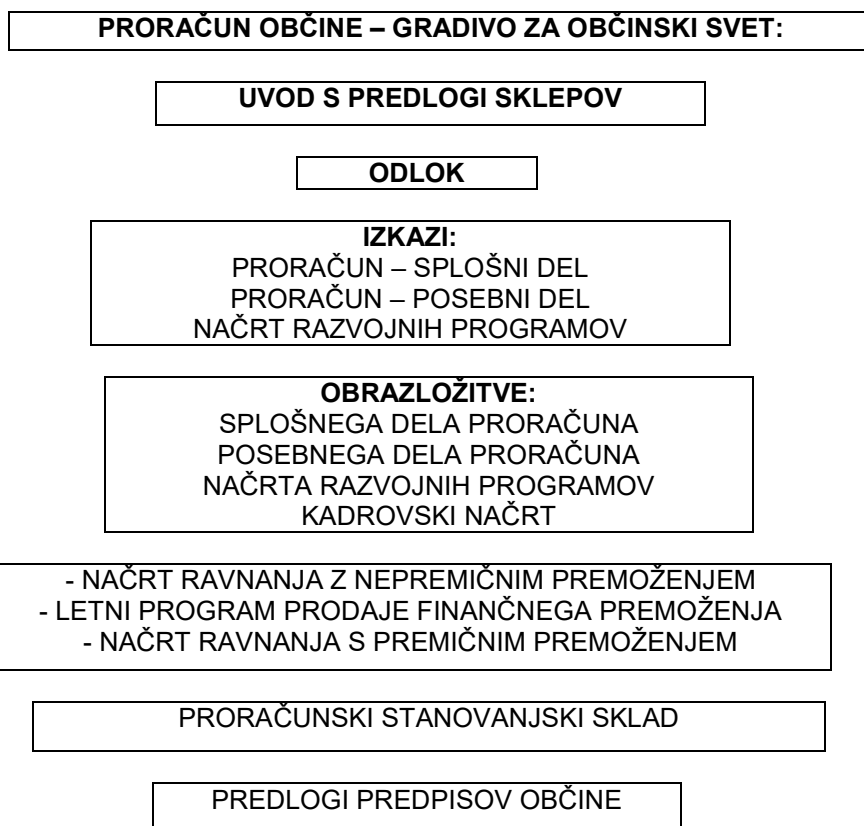 PRORAČUN OBČINE – GRADIVO ZA OBČINSKI SVET:
UVOD S PREDLOGI SKLEPOV
ODLOK
IZKAZI:
PRORAČUN – SPLOŠNI DEL
PRORAČUN – POSEBNI DEL
NAČRT RAZVOJNIH PROGRAMOV
OBRAZLOŽITVE:
SPLOŠNEGA DELA PRORAČUNA
POSEBNEGA DELA PRORAČUNA
NAČRTA RAZVOJNIH PROGRAMOV
KADROVSKI NAČRT
- NAČRT RAVNANJA Z NEPREMIČNIM PREMOŽENJEM
- LETNI PROGRAM PRODAJE FINANČNEGA PREMOŽENJA
- NAČRT RAVNANJA S PREMIČNIM PREMOŽENJEM
PRORAČUNSKI STANOVANJSKI SKLAD
PREDLOGI PREDPISOV OBČINE